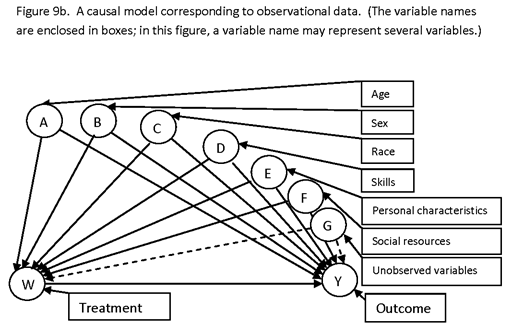 Figure 9b.  A causal model corresponding to observational data.  (The variable names
are enclosed in boxes; in this figure, a variable name may represent several variables.)
Age
A
B
Sex
C
Race
D
Skills
E
Personal characteristics
F
Social resources
G
Unobserved variables
W
Y
Treatment
Outcome